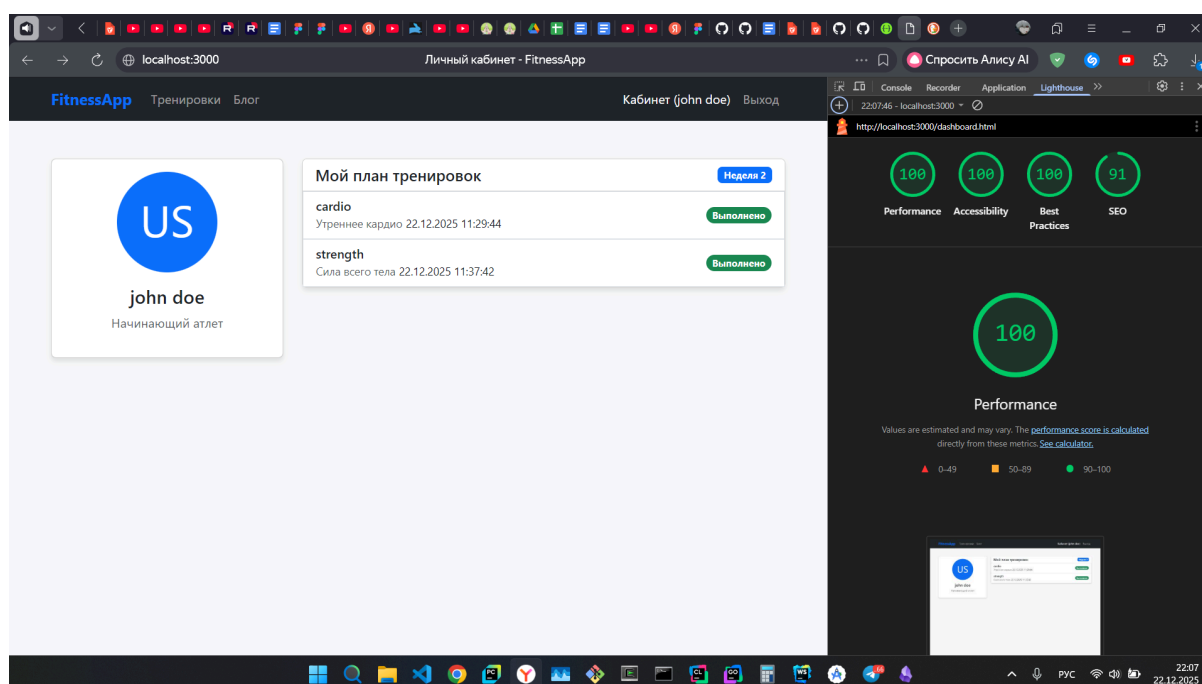 localhost:3000
Личный кабинет - FitnessApp
Спросить Алису AI
FitnessApp Тренировки Блог
Кабинет (john doe) Выход
US
john doe
Начинающий атлет
Мой план тренировок
Неделя 2
cardio
Утреннее кардио 22.12.2025 11:29:44
Выполнено
strength
Сила всего тела 22.12.2025 11:37:42
Выполнено
Console Recorder Application Lighthouse
22:07:46 - localhost:3000
http://localhost:3000/dashboard.html
100 100 100 91
Performance Accessibility Best Practices SEO
100
Performance
Values are estimated and may vary. The performance score is calculated
directly from these metrics. See calculator.
0–49 50–89 90–100
US
РУС
22:07
22.12.2025